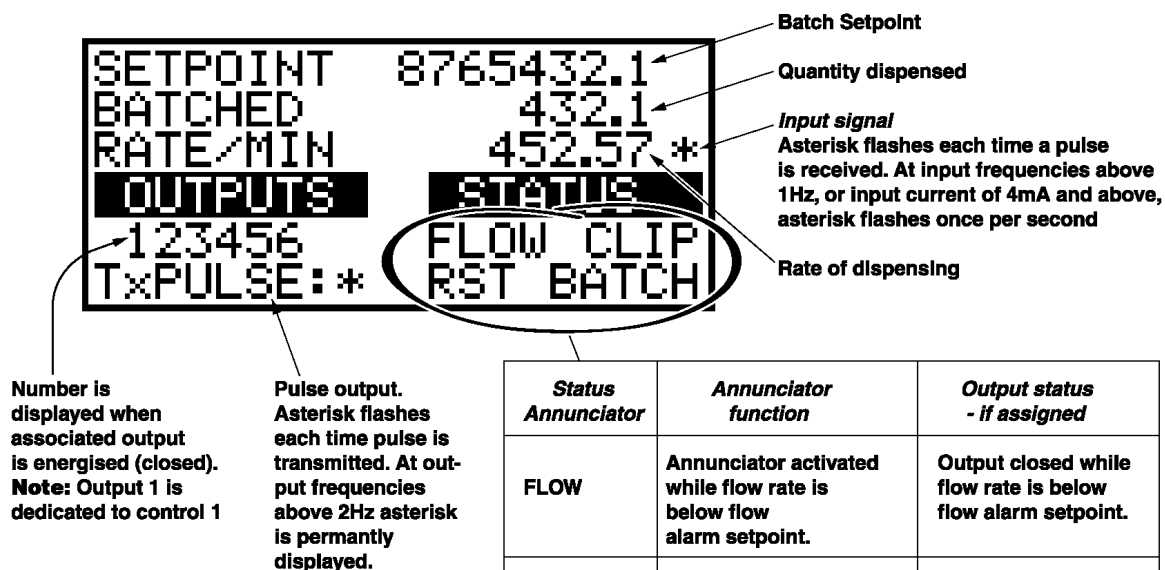 SETPOINT 8765432.1
BATCHED 432.1
RATE/MIN 452.57 *
OUTPUTS STATUS
123456 FLOW CLIP
TxPULSE:* RST BATCH
Batch Setpoint
Quantity dispensed
Input signal
Asterisk flashes each time a pulse
is received. At input frequencies above
1Hz, or input current of 4mA and above,
asterisk flashes once per second
Rate of dispensing
Number is
displayed when
associated output
is energised (closed).
Note: Output 1 is
dedicated to control 1
Pulse output.
Asterisk flashes
each time pulse is
transmitted. At out-
put frequencies
above 2Hz asterisk
is permantly
displayed.
Status
Annunciator
Annunciator
function
Output status
- if assigned
FLOW
Annunciator activated
while flow rate is
below flow
alarm setpoint.
Output closed while
flow rate is below
flow alarm setpoint.